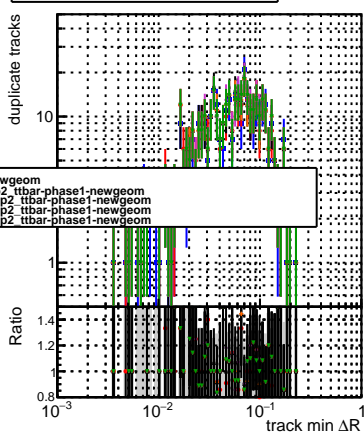 duplicate tracks
10
wgeom
2_ttbar-phase1-newgeom
p2_ttbar-phase1-newgeom
p2_ttbar-phase1-newgeom
p2_ttbar-phase1-newgeom
1
Ratio
1.4
1.2
1
0.8
10⁻³ 10⁻² 10⁻¹ 1
track min ΔR